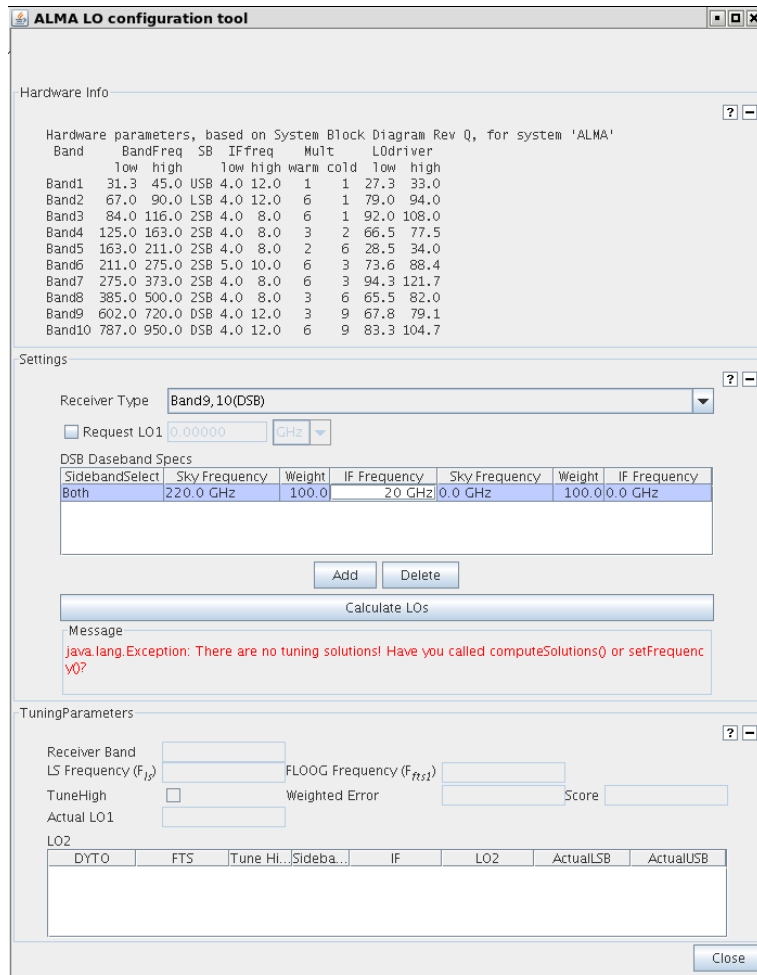 ALMA LO configuration tool
Hardware Info
? −
Hardware parameters, based on System Block Diagram Rev Q, for system 'ALMA'
Band BandFreq SB IFfreq Mult LOdriver
low high low high warm cold low high
Band1 31.3 45.0 USB 4.0 12.0 1 1 27.3 33.0
Band2 67.0 90.0 LSB 4.0 12.0 6 1 79.0 94.0
Band3 84.0 116.0 2SB 4.0 8.0 6 1 92.0 108.0
Band4 125.0 163.0 2SB 4.0 8.0 3 2 66.5 77.5
Band5 163.0 211.0 2SB 4.0 8.0 2 6 28.5 34.0
Band6 211.0 275.0 2SB 5.0 10.0 6 3 73.6 88.4
Band7 275.0 373.0 2SB 4.0 8.0 6 3 94.3 121.7
Band8 385.0 500.0 2SB 4.0 8.0 3 6 65.5 82.0
Band9 602.0 720.0 DSB 4.0 12.0 3 9 67.8 79.1
Band10 787.0 950.0 DSB 4.0 12.0 6 9 83.3 104.7
Settings
? −
Receiver Type Band9,10(DSB)
Request LO1 0.00000 GHz
DSB Daseband Specs
SidebandSelect Sky Frequency Weight IF Frequency Sky Frequency Weight IF Frequency
Both 220.0 GHz 100.0 20 GHz 0.0 GHz 100.0 0.0 GHz
Add Delete
Calculate LOs
Message
java.lang.Exception: There are no tuning solutions! Have you called computeSolutions() or setFrequenc
y()?
TuningParameters
? −
Receiver Band
LS Frequency (F_ls) FLOOG Frequency (F_fts1)
TuneHigh Weighted Error Score
Actual LO1
LO2
DYTO FTS Tune Hi... Sideba... IF LO2 ActualLSB ActualUSB
Close